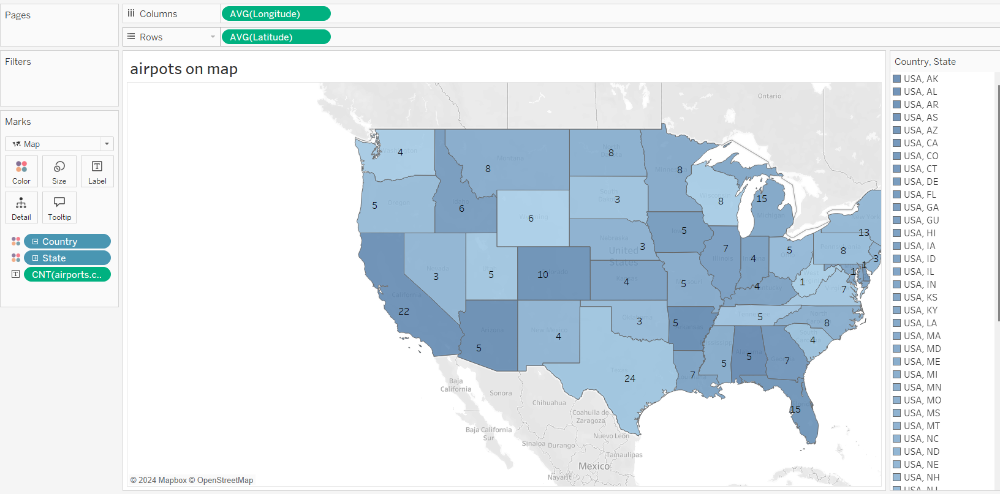 Pages
Columns
AVG(Longitude)
Rows
AVG(Latitude)
Filters
Marks
Map
Color
Size
Label
Detail
Tooltip
Country
State
CNT(airports.c..
airpots on map
Ontario
Washington
4
Montana
8
North Dakota
8
Minnesota
8
Oregon
5
Idaho
6
Wyoming
6
South Dakota
3
Wisconsin
8
15
Michigan
New York
13
Iowa
5
Nebraska
3
United States
Illinois
7
Indiana
4
Ohio
5
Pennsylvania
8
3
Nevada
3
Utah
5
Colorado
10
Kansas
4
Missouri
5
Kentucky
4
West Virginia
1
Virginia
7
1
1
California
22
Arizona
5
New Mexico
4
Oklahoma
3
Arkansas
5
Tennessee
5
North Carolina
8
South Carolina
4
Mississippi
5
Alabama
5
Georgia
7
Texas
24
Louisiana
7
15
Baja California
Sonora
Chihuahua
Coahuila de Zaragoza
Baja California Sur
Sinaloa
Durango
Nuevo León
Tamaulipas
Mexico
Nayarit
© 2024 Mapbox © OpenStreetMap
Country, State
USA, AK
USA, AL
USA, AR
USA, AS
USA, AZ
USA, CA
USA, CO
USA, CT
USA, DE
USA, FL
USA, GA
USA, GU
USA, HI
USA, IA
USA, ID
USA, IL
USA, IN
USA, KS
USA, KY
USA, LA
USA, MA
USA, MD
USA, ME
USA, MI
USA, MN
USA, MO
USA, MS
USA, MT
USA, NC
USA, ND
USA, NE
USA, NH
USA, NJ